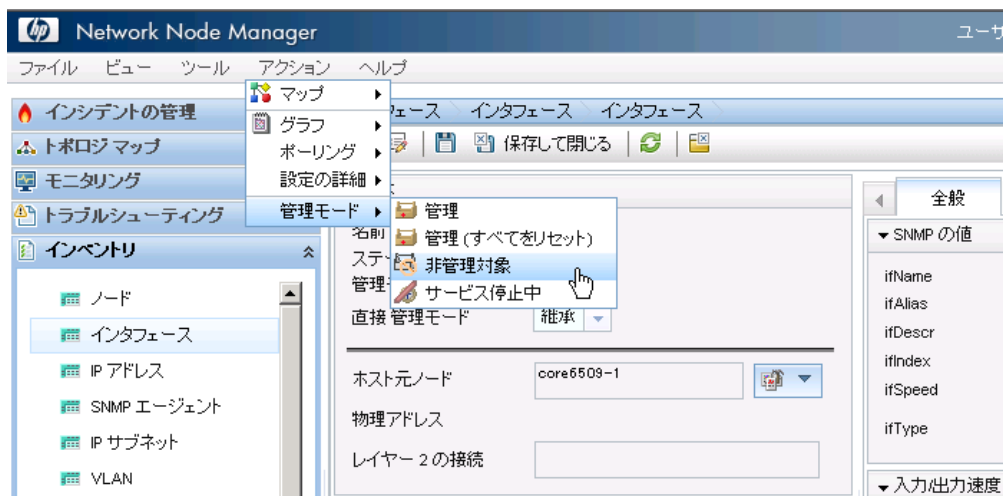 hp Network Node Manager
ユーサ
ファイル ビュー ツール アクション ヘルプ
マップ
グラフ
ポーリング
設定の詳細
管理モード
管理
管理 (すべてをリセット)
非管理対象
サービス停止中
インシデントの管理
トポロジ マップ
モニタリング
トラブルシューティング
インベントリ
ノード
インタフェース
IP アドレス
SNMP エージェント
IP サブネット
VLAN
フェース インタフェース インタフェース
保存して閉じる
名前
ステー
管理
直接 管理モード 継承
ホスト元ノード core6509-1
物理アドレス
レイヤー 2 の接続
全般
SNMP の値
ifName
ifAlias
ifDescr
ifIndex
ifSpeed
ifType
入力/出力速度